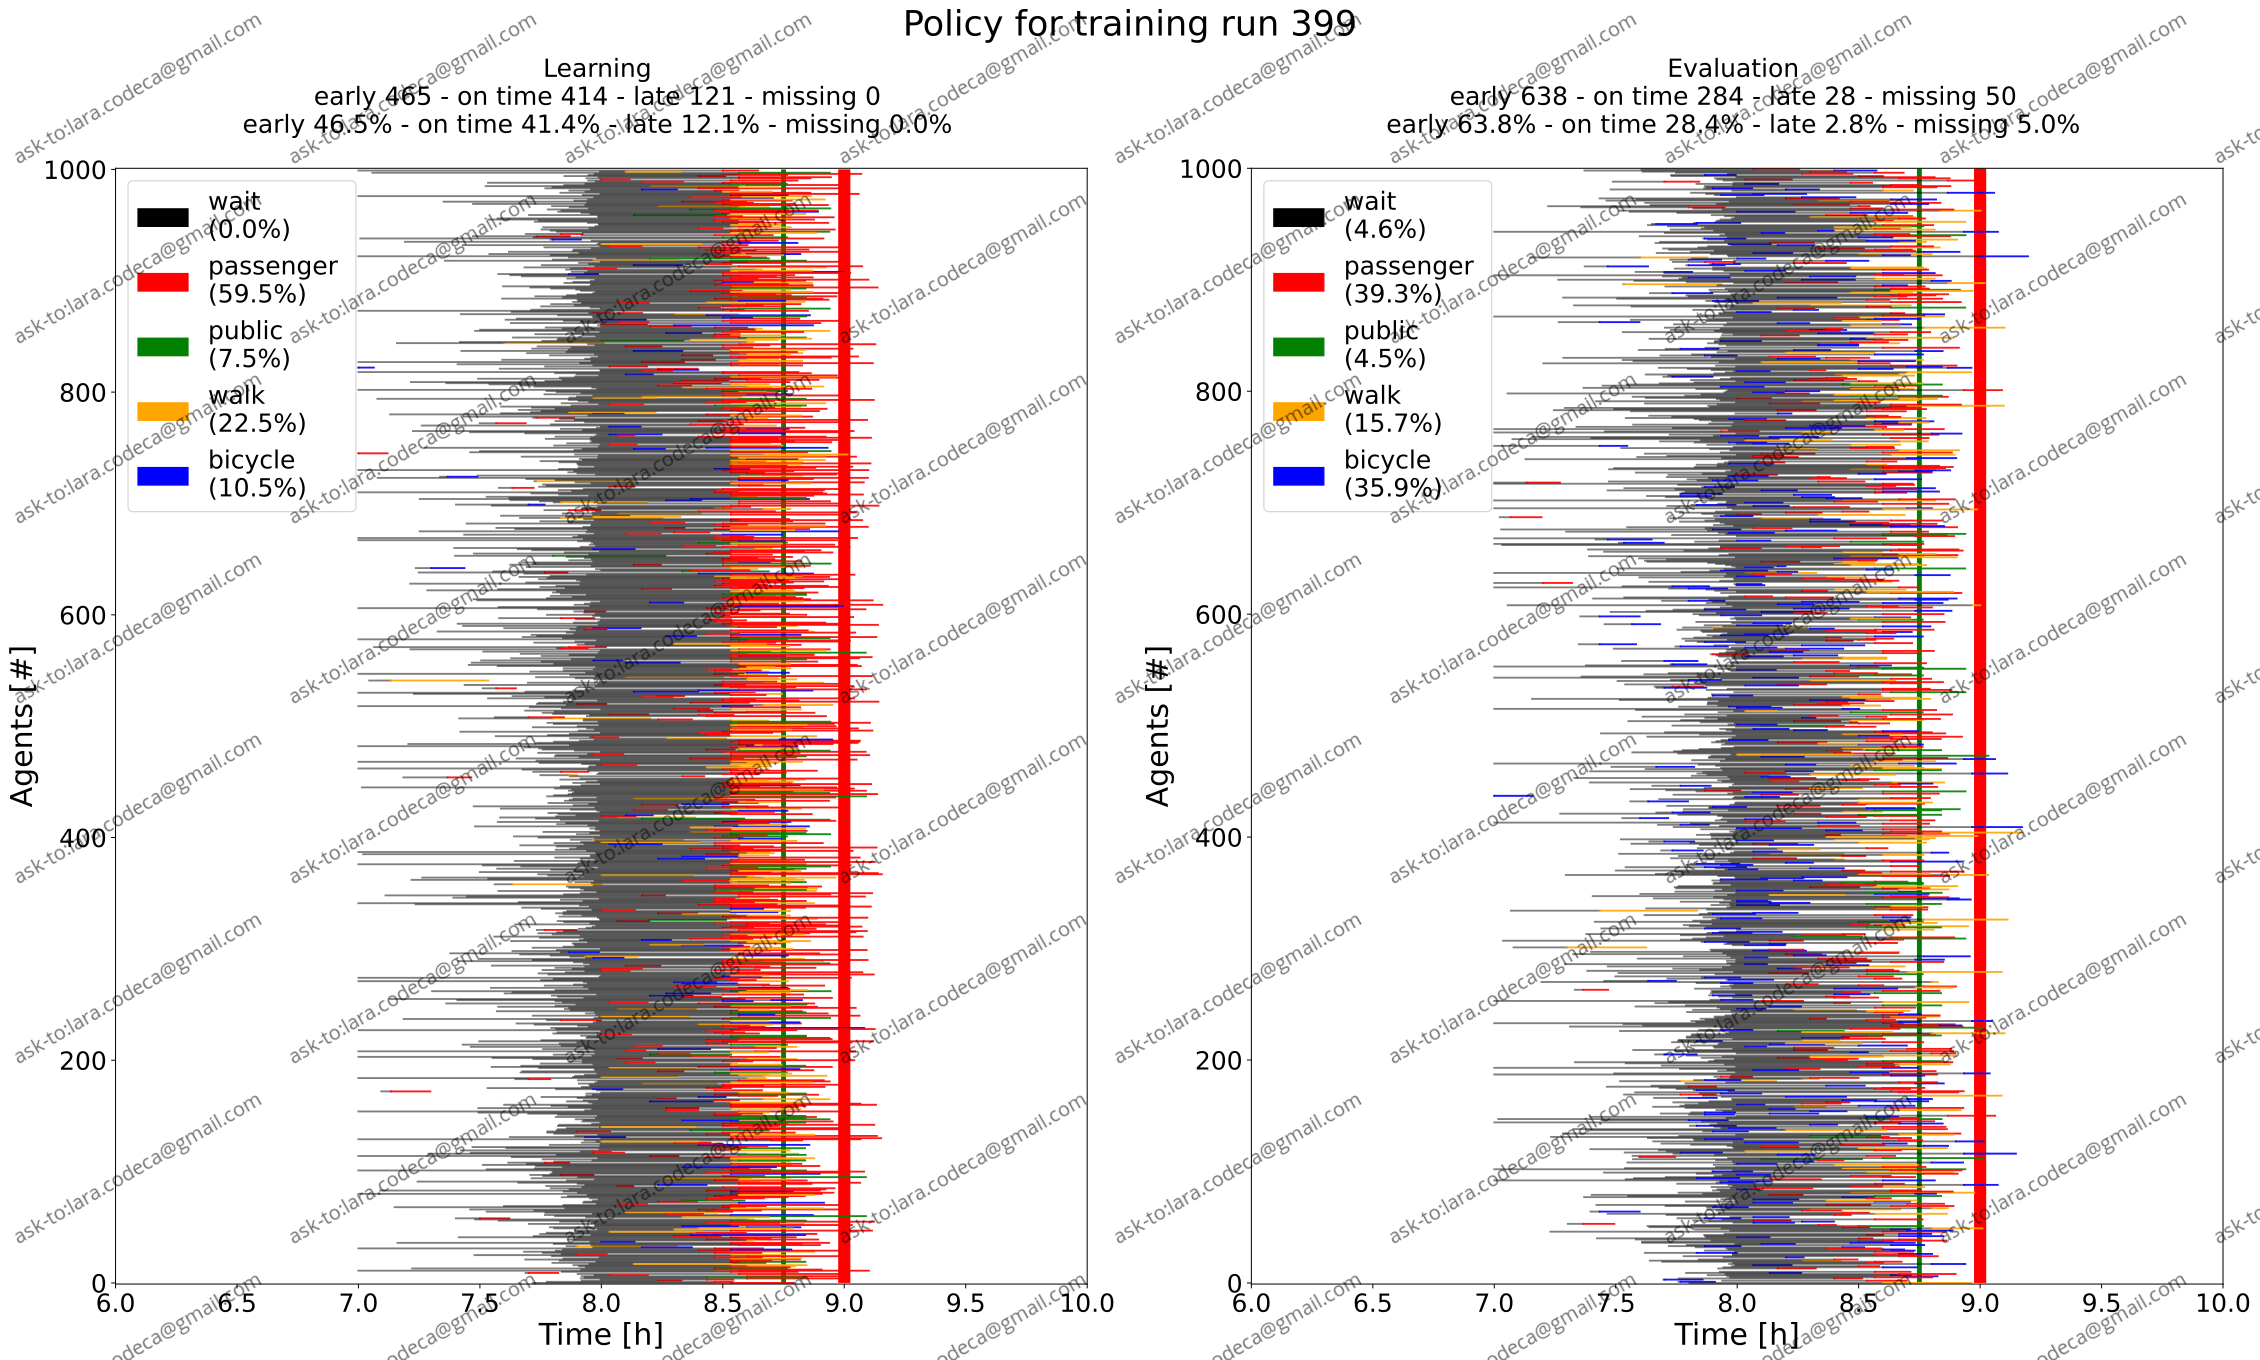 Policy for training run 399
Learning
early 465 - on time 414 - late 121 - missing 0
early 46.5% - on time 41.4% - late 12.1% - missing 0.0%
1000
800
600
400
200
0
Agents [#]
wait
(0.0%)
passenger
(59.5%)
public
(7.5%)
walk
(22.5%)
bicycle
(10.5%)
6.0 6.5 7.0 7.5 8.0 8.5 9.0 9.5 10.0
Time [h]
Evaluation
early 638 - on time 284 - late 28 - missing 50
early 63.8% - on time 28.4% - late 2.8% - missing 5.0%
1000
800
600
400
200
0
Agents [#]
wait
(4.6%)
passenger
(39.3%)
public
(4.5%)
walk
(15.7%)
bicycle
(35.9%)
6.0 6.5 7.0 7.5 8.0 8.5 9.0 9.5 10.0
Time [h]
ask-to:lara.codeca@gmail.com